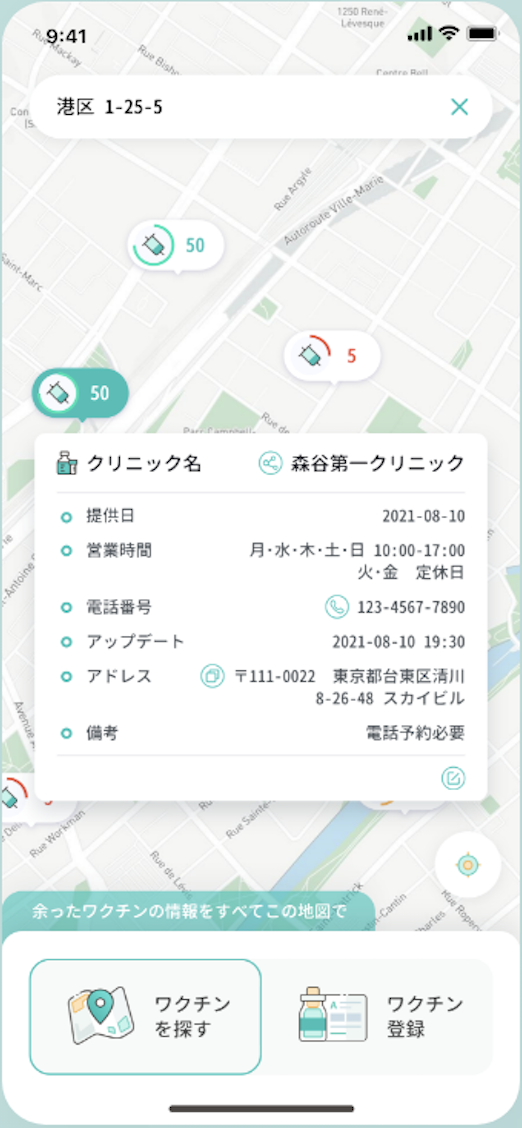 1250 René-
Lévesque
9:41
Rue Mackay
Rue Bishop
Centre Bell
港区 1-25-5
Rue Argyle
Autoroute Ville-Marie
Saint-Marc
50
5
50
Rue de
クリニック名 森谷第一クリニック
提供日 2021-08-10
営業時間 月・水・木・土・日 10:00-17:00
火・金 定休日
電話番号 123-4567-7890
アップデート 2021-08-10 19:30
アドレス 〒111-0022 東京都台東区清川
8-26-48 スカイビル
備考 電話予約必要
Rue Workman
Rue Sainte-
Rue de Lévis
余ったワクチンの情報をすべてこの地図で
ワクチン
を探す
ワクチン
登録